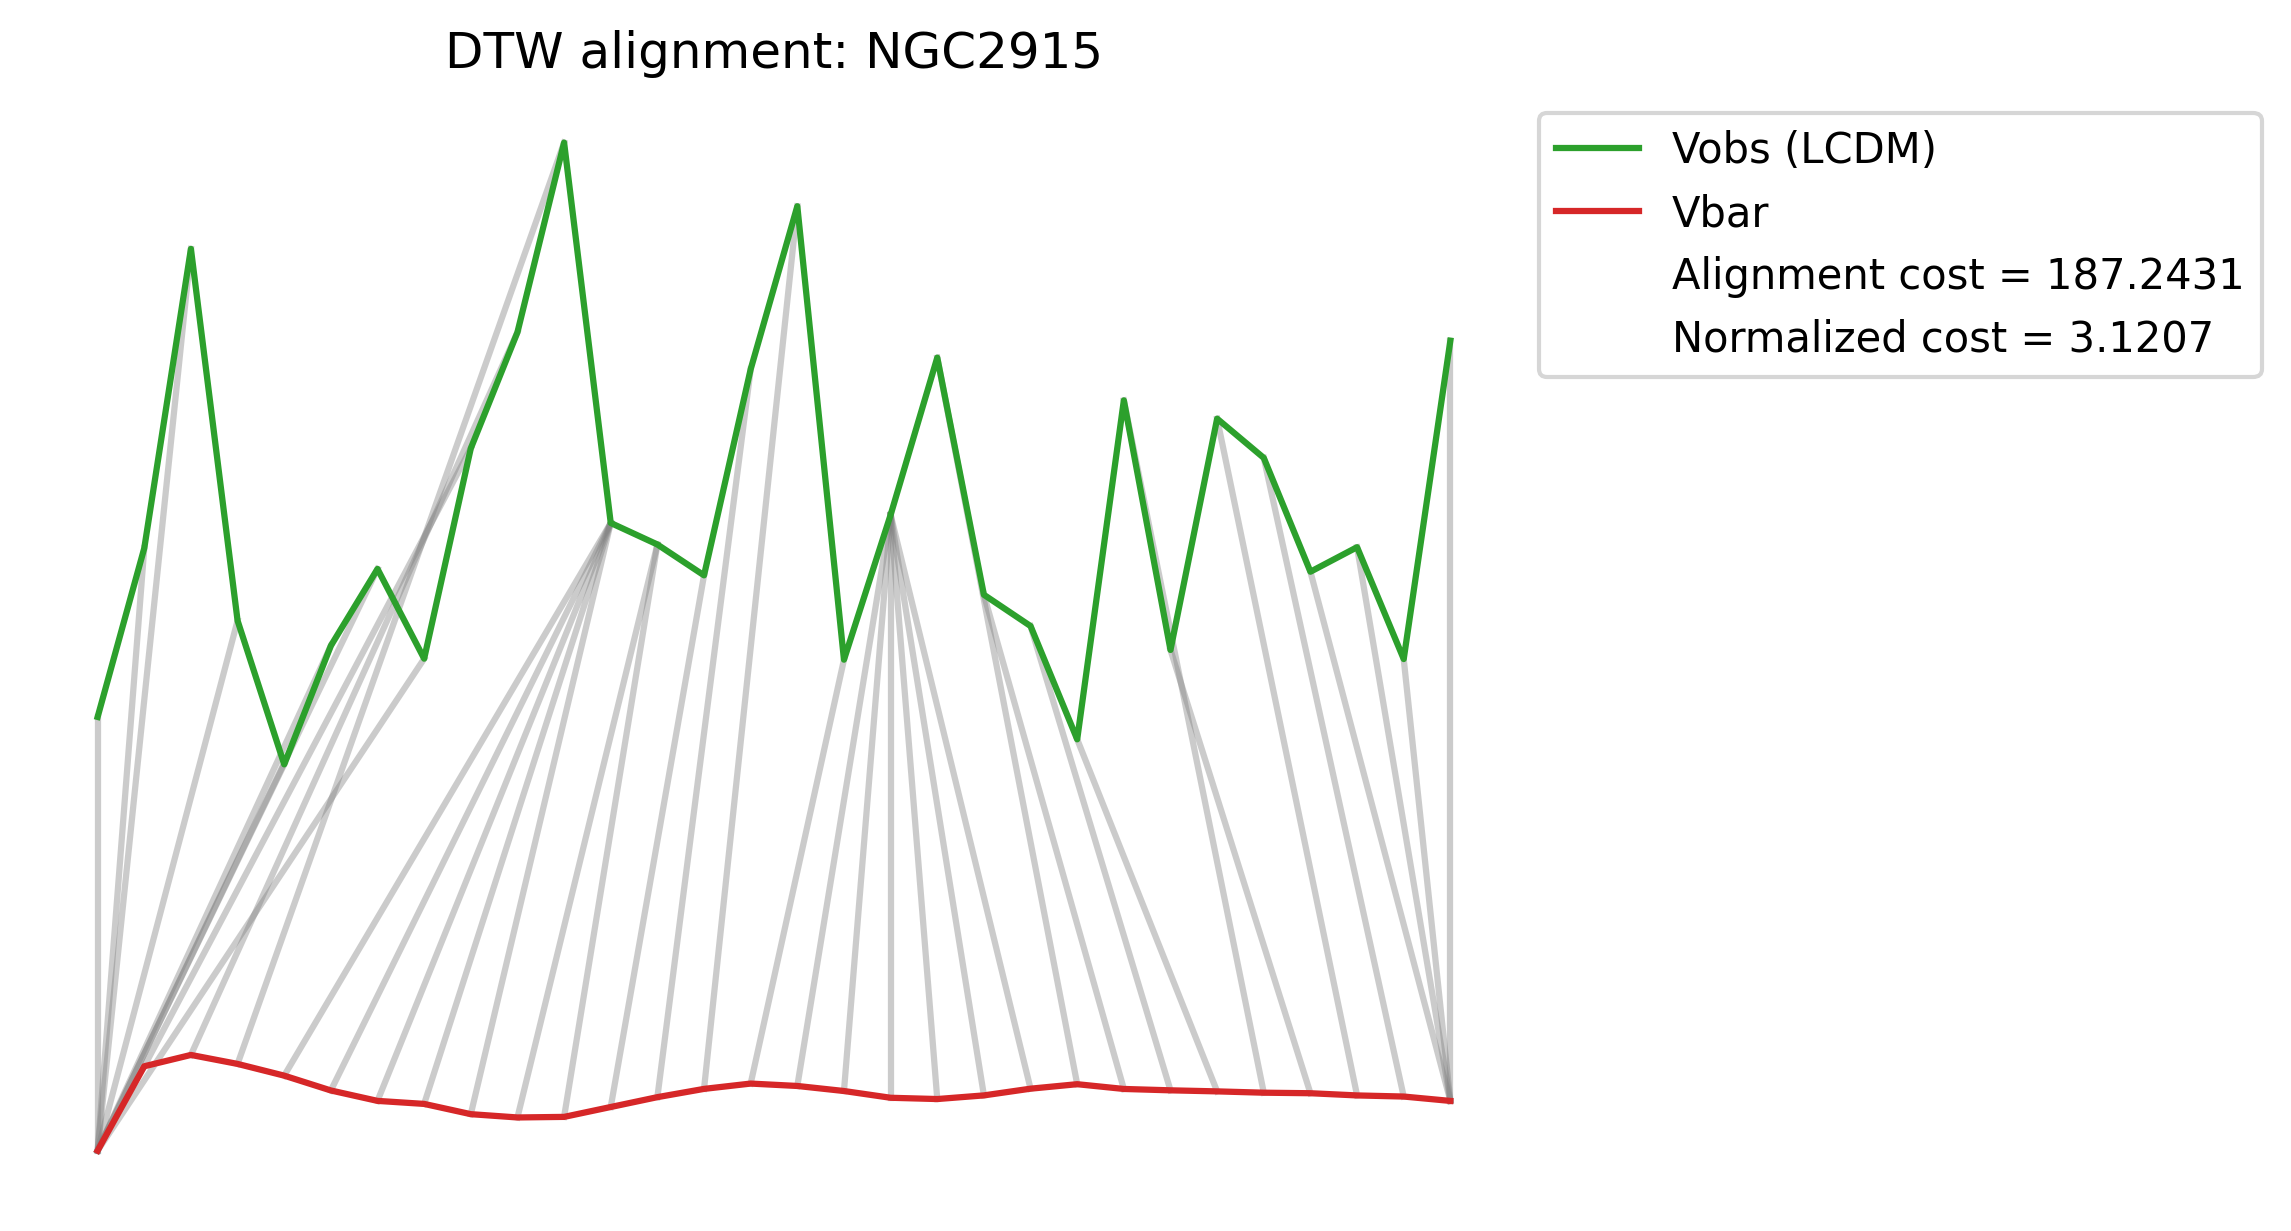 DTW alignment: NGC2915
Vobs (LCDM)
Vbar
Alignment cost = 187.2431
Normalized cost = 3.1207